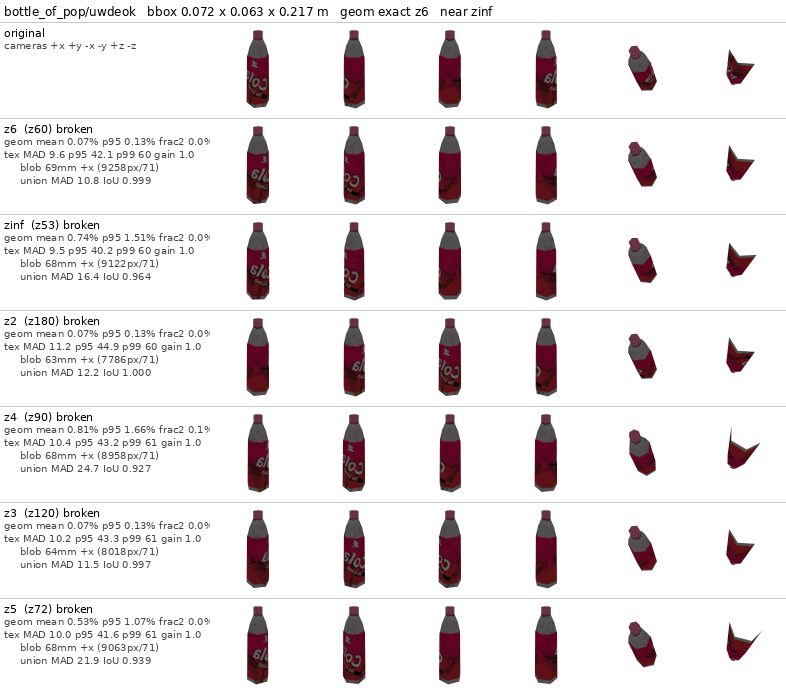 bottle_of_pop/uwdeok bbox 0.072 x 0.063 x 0.217 m geom exact z6 near zinf
original
cameras +x +y -x -y +z -z
z6 (z60) broken
geom mean 0.07% p95 0.13% frac2 0.0%
tex MAD 9.6 p95 42.1 p99 60 gain 1.0
blob 69mm +x (9258px/71)
union MAD 10.8 IoU 0.999
zinf (z53) broken
geom mean 0.74% p95 1.51% frac2 0.0%
tex MAD 9.5 p95 40.2 p99 60 gain 1.0
blob 68mm +x (9122px/71)
union MAD 16.4 IoU 0.964
z2 (z180) broken
geom mean 0.07% p95 0.13% frac2 0.0%
tex MAD 11.2 p95 44.9 p99 60 gain 1.0
blob 63mm +x (7786px/71)
union MAD 12.2 IoU 1.000
z4 (z90) broken
geom mean 0.81% p95 1.66% frac2 0.1%
tex MAD 10.4 p95 43.2 p99 61 gain 1.0
blob 68mm +x (8958px/71)
union MAD 24.7 IoU 0.927
z3 (z120) broken
geom mean 0.07% p95 0.13% frac2 0.0%
tex MAD 10.2 p95 43.3 p99 61 gain 1.0
blob 64mm +x (8018px/71)
union MAD 11.5 IoU 0.997
z5 (z72) broken
geom mean 0.53% p95 1.07% frac2 0.0%
tex MAD 10.0 p95 41.6 p99 61 gain 1.0
blob 68mm +x (9063px/71)
union MAD 21.9 IoU 0.939